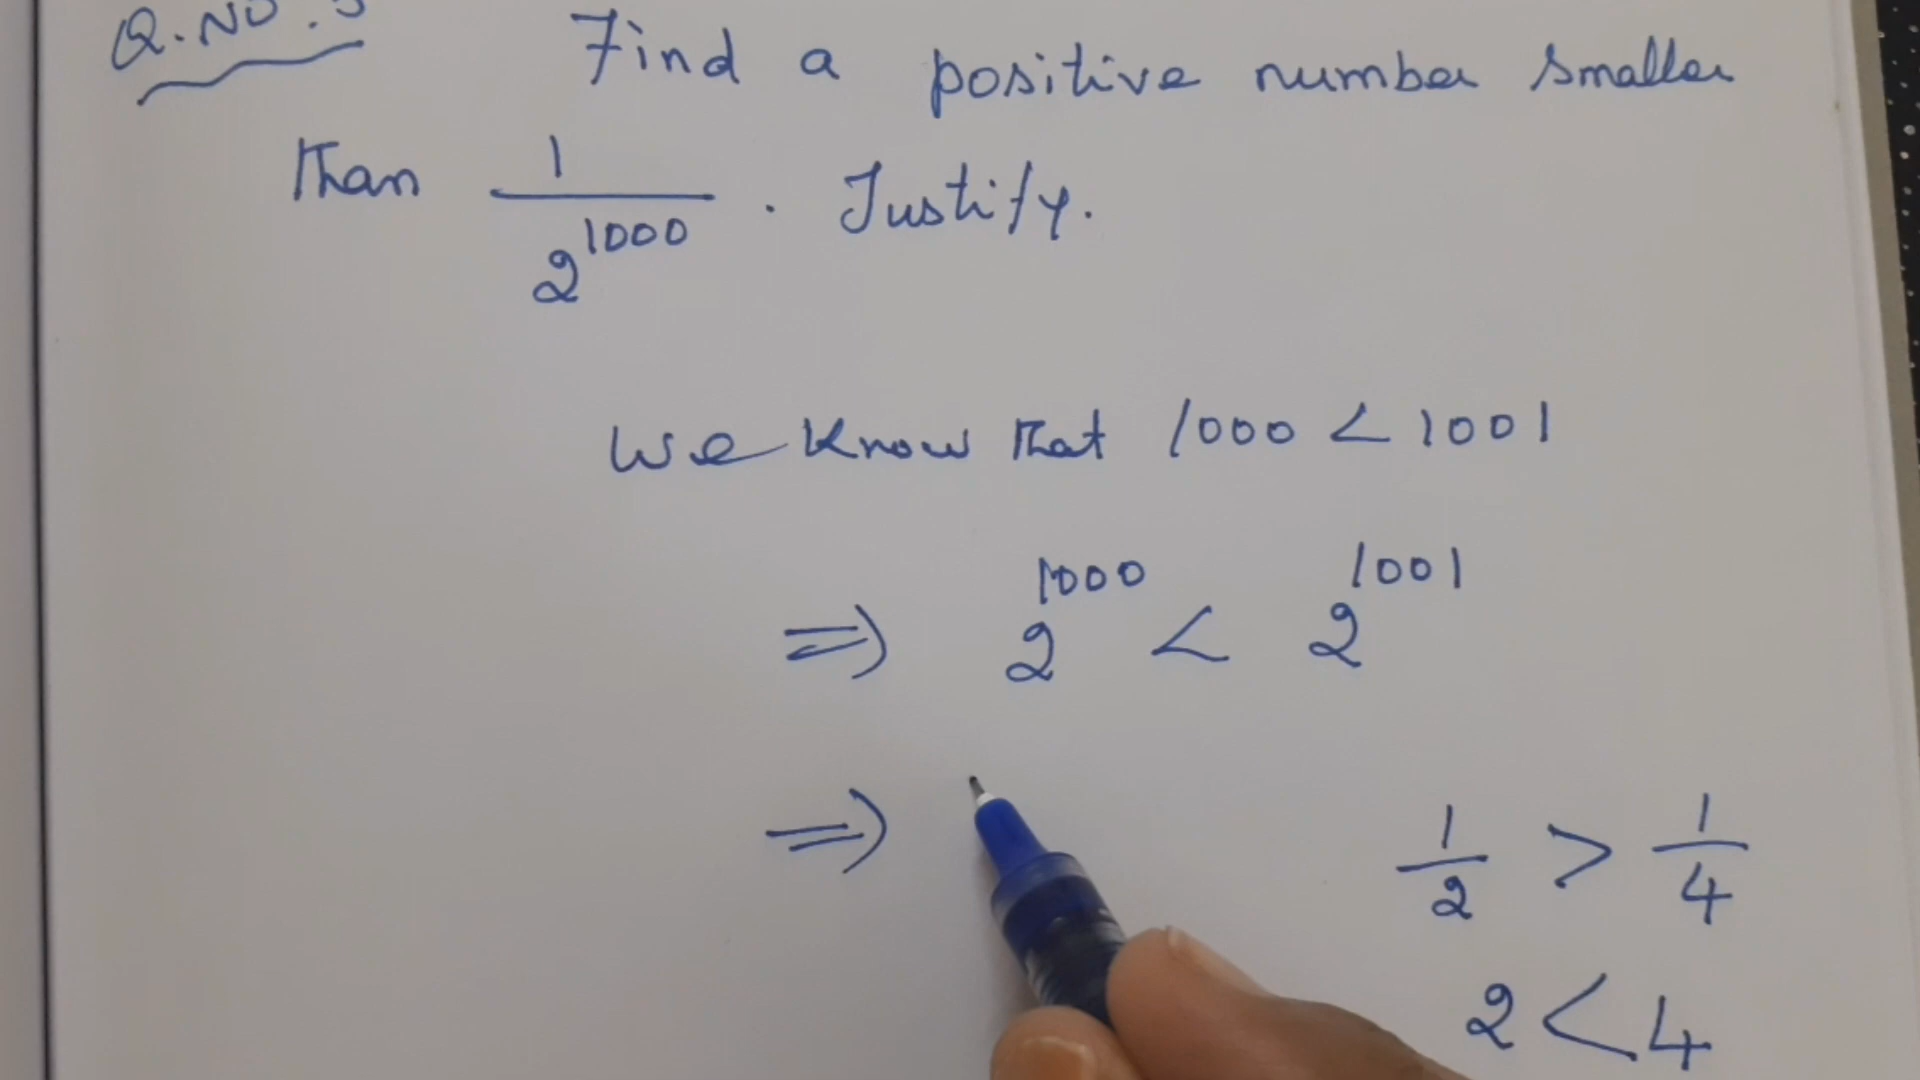 Q. No. 5 Find a positive number smaller
than 1/2^1000 . Justify.
We know that 1000 < 1001
⇒ 2^1000 < 2^1001
⇒ 1/2 > 1/4
2 < 4